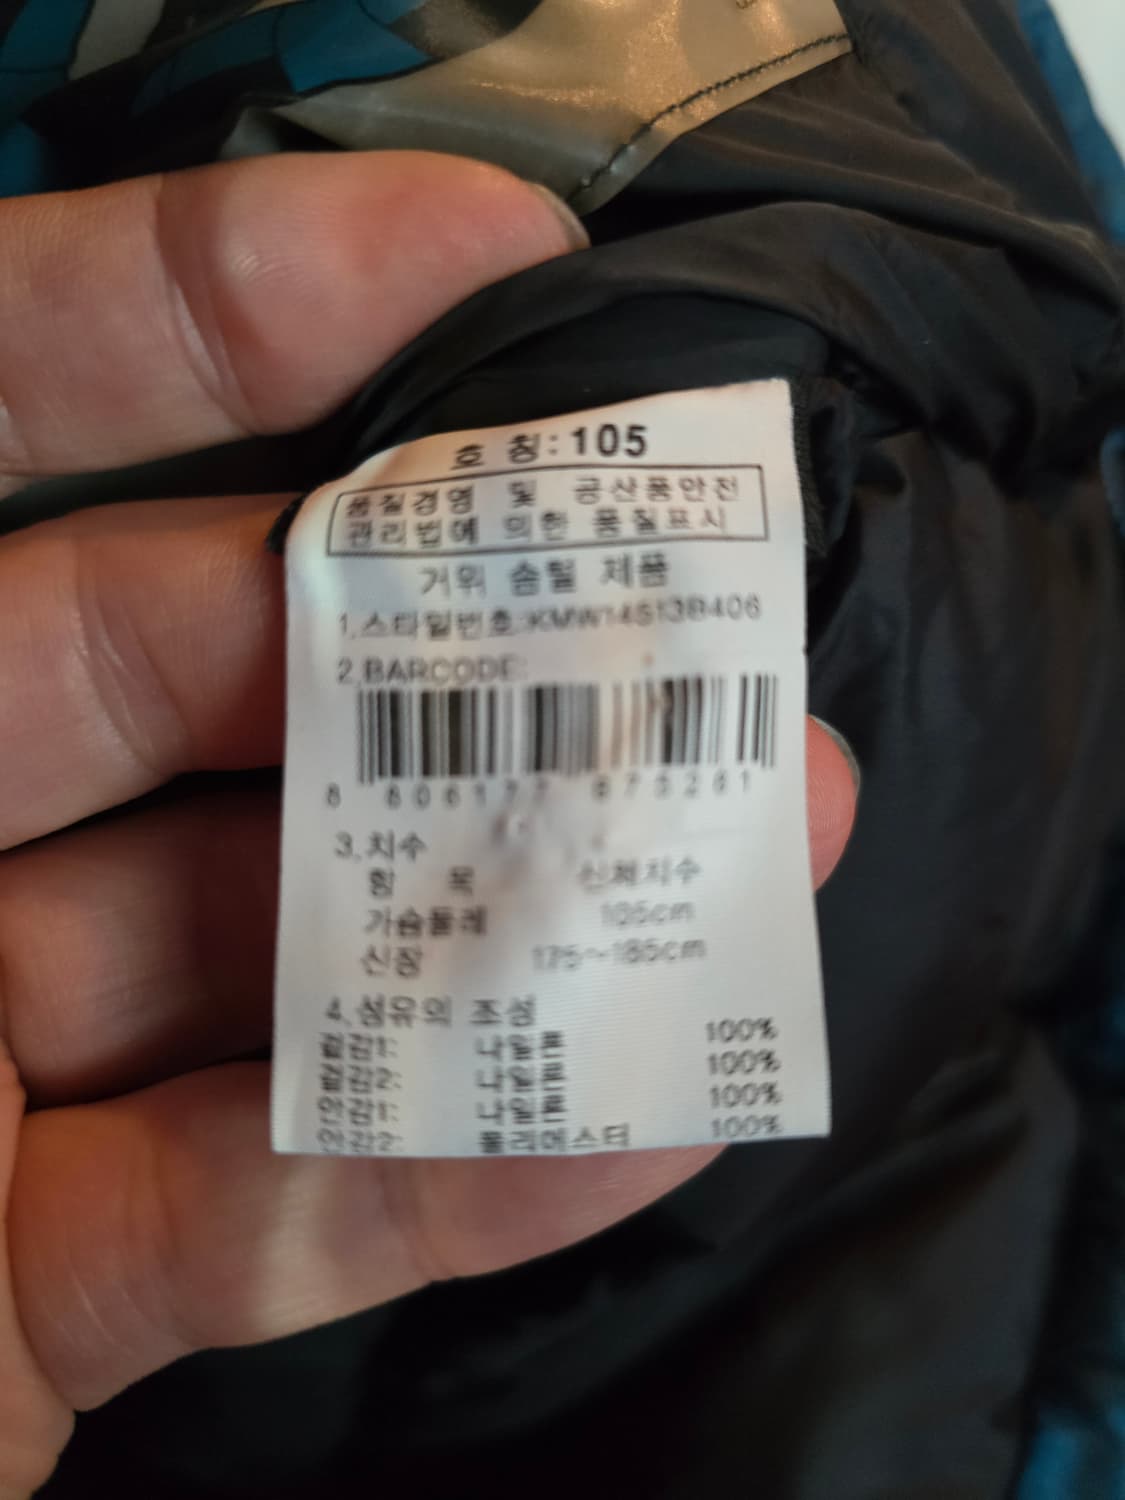 호 칭: 105
품질경영 및 공산품안전
관리법에 의한 품질표시
거위 솜털 제품
1.스타일번호:KMW14S13B406
2.BARCODE:
8 806177 675261
3.치수
항 목 신체치수
가슴둘레 105cm
신장 175~185cm
4.섬유의 조성
겉감1: 나일론 100%
겉감2: 나일론 100%
안감1: 나일론 100%
안감2: 폴리에스터 100%